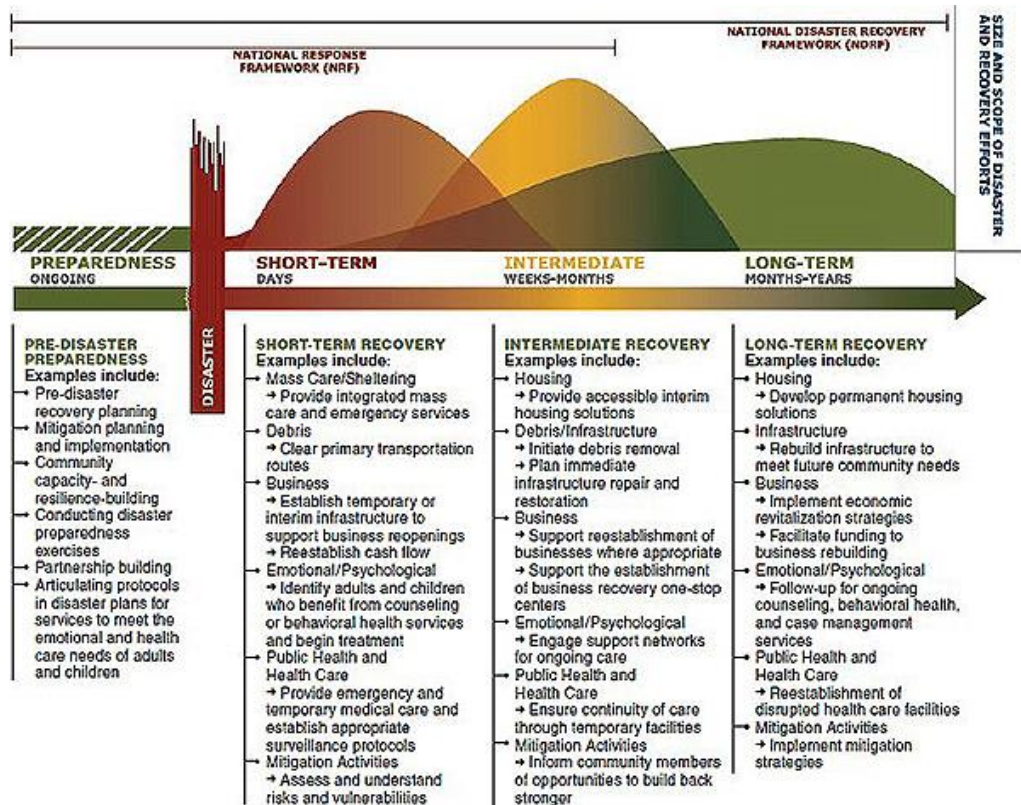 NATIONAL DISASTER RECOVERY
FRAMEWORK (NDRF)
NATIONAL RESPONSE
FRAMEWORK (NRF)
SIZE AND SCOPE OF DISASTER
AND RECOVERY EFFORTS
PREPAREDNESS
ONGOING
SHORT-TERM
DAYS
INTERMEDIATE
WEEKS-MONTHS
LONG-TERM
MONTHS-YEARS
DISASTER
PRE-DISASTER
PREPAREDNESS
Examples include:
Pre-disaster
recovery planning
Mitigation planning
and implementation
Community
capacity- and
resilience-building
Conducting disaster
preparedness
exercises
Partnership building
Articulating protocols
in disaster plans for
services to meet the
emotional and health
care needs of adults
and children
SHORT-TERM RECOVERY
Examples include:
Mass Care/Sheltering
→ Provide integrated mass
care and emergency services
Debris
→ Clear primary transportation
routes
Business
→ Establish temporary or
interim infrastructure to
support business reopenings
→ Reestablish cash flow
Emotional/Psychological
→ Identify adults and children
who benefit from counseling
or behavioral health services
and begin treatment
Public Health and
Health Care
→ Provide emergency and
temporary medical care and
establish appropriate
surveillance protocols
Mitigation Activities
→ Assess and understand
risks and vulnerabilities
INTERMEDIATE RECOVERY
Examples include:
Housing
→ Provide accessible interim
housing solutions
Debris/Infrastructure
→ Initiate debris removal
→ Plan immediate
infrastructure repair and
restoration
Business
→ Support reestablishment of
businesses where appropriate
→ Support the establishment
of business recovery one-stop
centers
Emotional/Psychological
→ Engage support networks
for ongoing care
Public Health and
Health Care
→ Ensure continuity of care
through temporary facilities
Mitigation Activities
→ Inform community members
of opportunities to build back
stronger
LONG-TERM RECOVERY
Examples include:
Housing
→ Develop permanent housing
solutions
Infrastructure
→ Rebuild infrastructure to
meet future community needs
Business
→ Implement economic
revitalization strategies
→ Facilitate funding to
business rebuilding
Emotional/Psychological
→ Follow-up for ongoing
counseling, behavioral health,
and case management
services
Public Health and
Health Care
→ Reestablishment of
disrupted health care facilities
Mitigation Activities
→ Implement mitigation
strategies